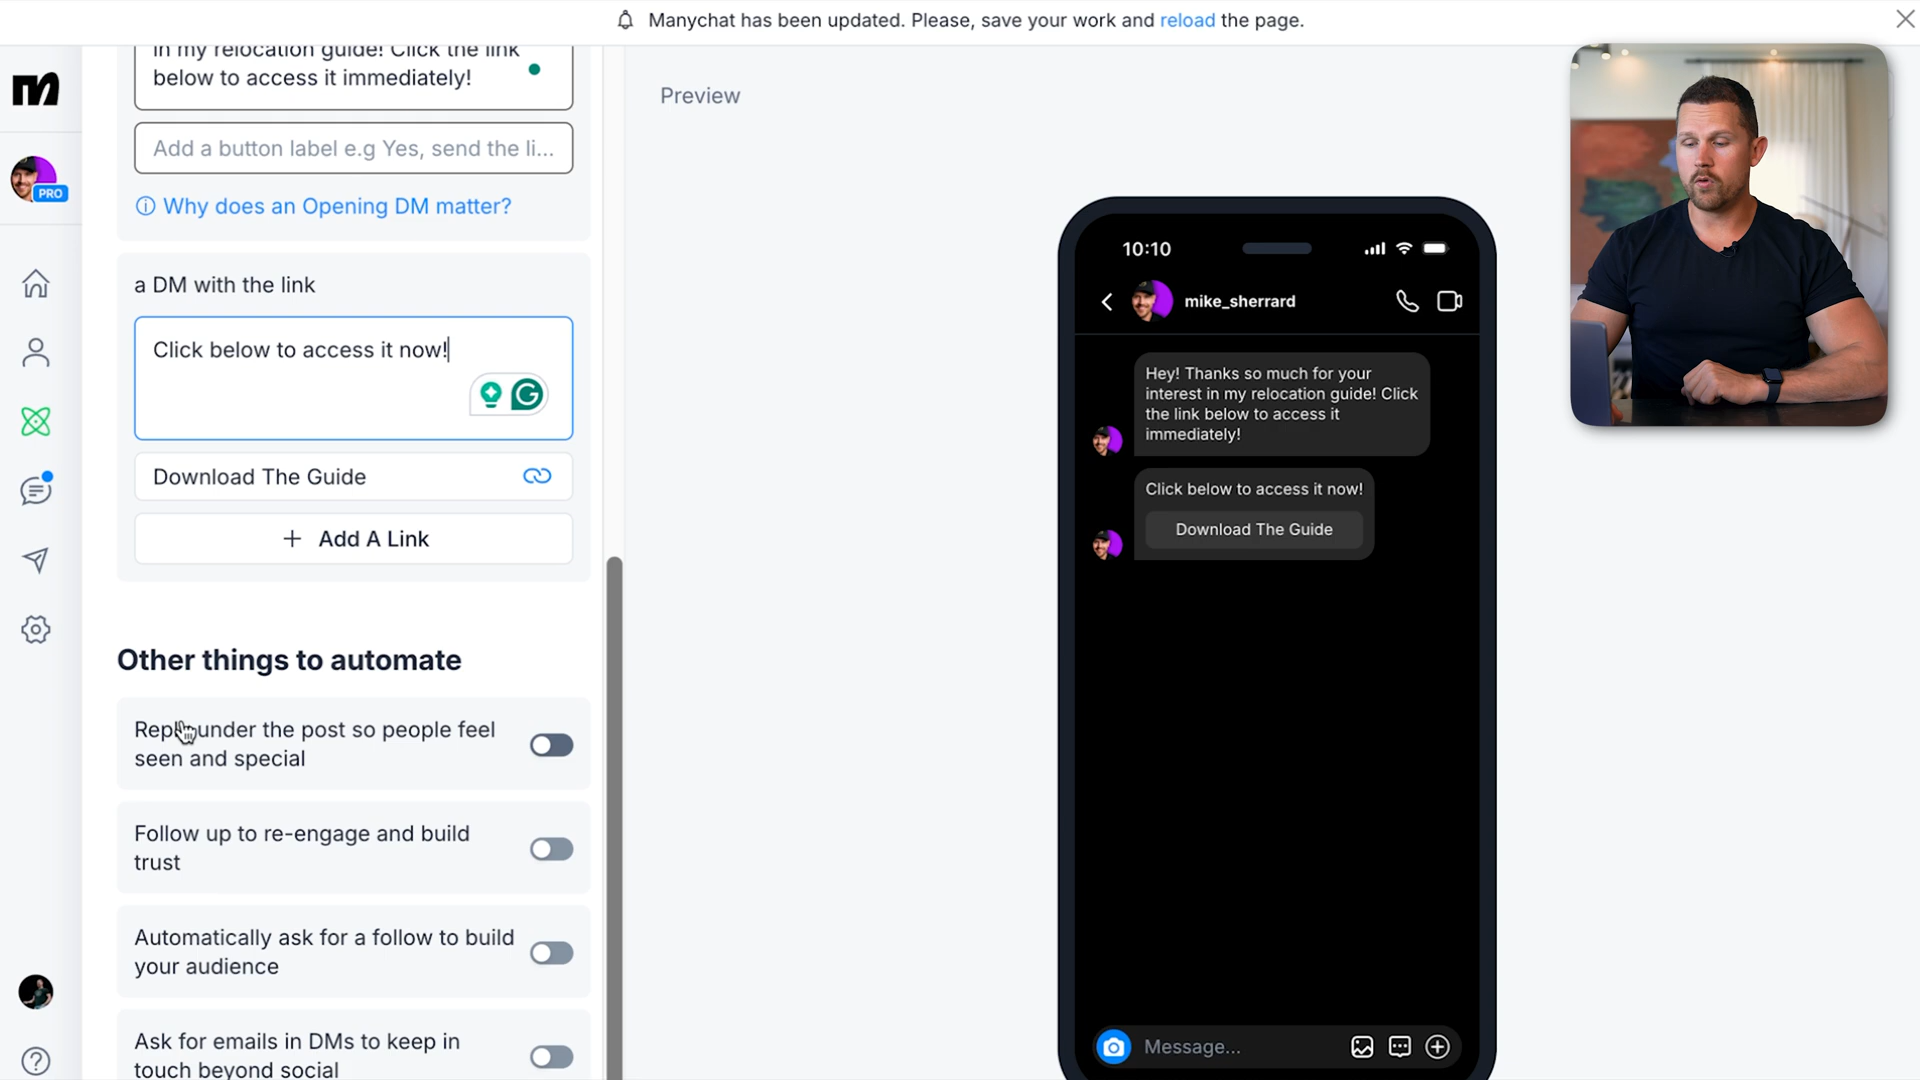 Manychat has been updated. Please, save your work and reload the page.
in my relocation guide! Click the link
below to access it immediately!
Add a button label e.g Yes, send the li...
Why does an Opening DM matter?
PRO
a DM with the link
Click below to access it now!
Download The Guide
+ Add A Link
Other things to automate
Reply under the post so people feel
seen and special
Follow up to re-engage and build
trust
Automatically ask for a follow to build
your audience
Ask for emails in DMs to keep in
touch beyond social
Preview
10:10
mike_sherrard
Hey! Thanks so much for your
interest in my relocation guide! Click
the link below to access it
immediately!
Click below to access it now!
Download The Guide
Message...